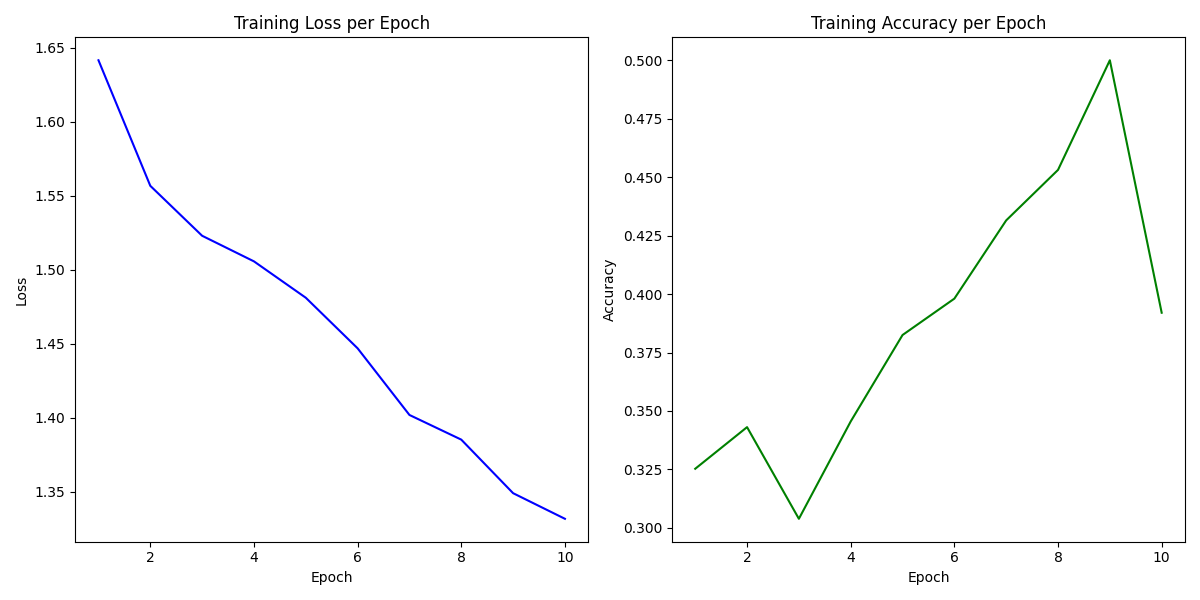 Training Loss per Epoch
1.65
1.60
1.55
1.50
1.45
1.40
1.35
Loss
2 4 6 8 10
Epoch
Training Accuracy per Epoch
0.500
0.475
0.450
0.425
0.400
0.375
0.350
0.325
0.300
Accuracy
2 4 6 8 10
Epoch